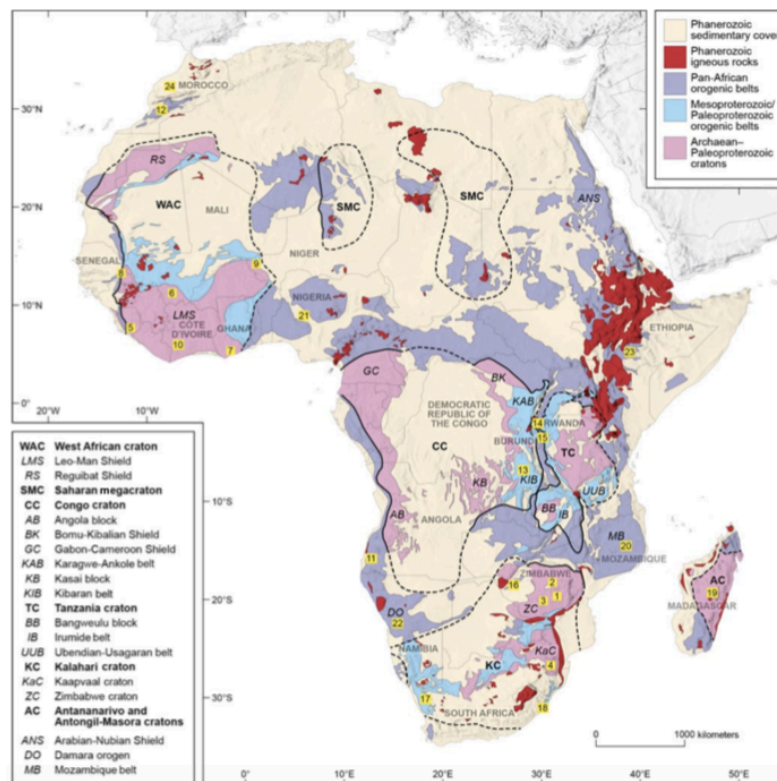 Phanerozoic
sedimentary cover
Phanerozoic
igneous rocks
Pan-African
orogenic belts
Mesoproterozoic/
Paleoproterozoic
orogenic belts
Archaean–
Paleoproterozoic
cratons
24
MOROCCO
30°N
12
RS
WAC
SMC
SMC
ANS
20°N
MALI
NIGER
SENEGAL
8
9
10°N
6
LMS
NIGERIA
21
5
CÔTE
D'IVOIRE
GHANA
10
7
ETHIOPIA
23
GC
BK
0°
20°W
10°W
DEMOCRATIC
REPUBLIC OF
THE CONGO
KAB
14
RWANDA
15
BURUNDI
TC
CC
13
KIB
KB
UUB
10°S
AB
ANGOLA
BB
IB
MB
20
MOZAMBIQUE
11
ZIMBABWE
16
2
1
3
ZC
AC
19
MADAGASCAR
20°S
DO
22
NAMIBIA
KC
KaC
4
17
18
30°S
SOUTH AFRICA
0
1000 kilometers
0°
10°E
20°E
30°E
40°E
50°E
WAC West African craton
LMS Leo-Man Shield
RS Reguibat Shield
SMC Saharan megacraton
CC Congo craton
AB Angola block
BK Bomu-Kibalian Shield
GC Gabon-Cameroon Shield
KAB Karagwe-Ankole belt
KB Kasai block
KIB Kibaran belt
TC Tanzania craton
BB Bangweulu block
IB Irumide belt
UUB Ubendian-Usagaran belt
KC Kalahari craton
KaC Kaapvaal craton
ZC Zimbabwe craton
AC Antananarivo and
Antongil-Masora cratons
ANS Arabian-Nubian Shield
DO Damara orogen
MB Mozambique belt